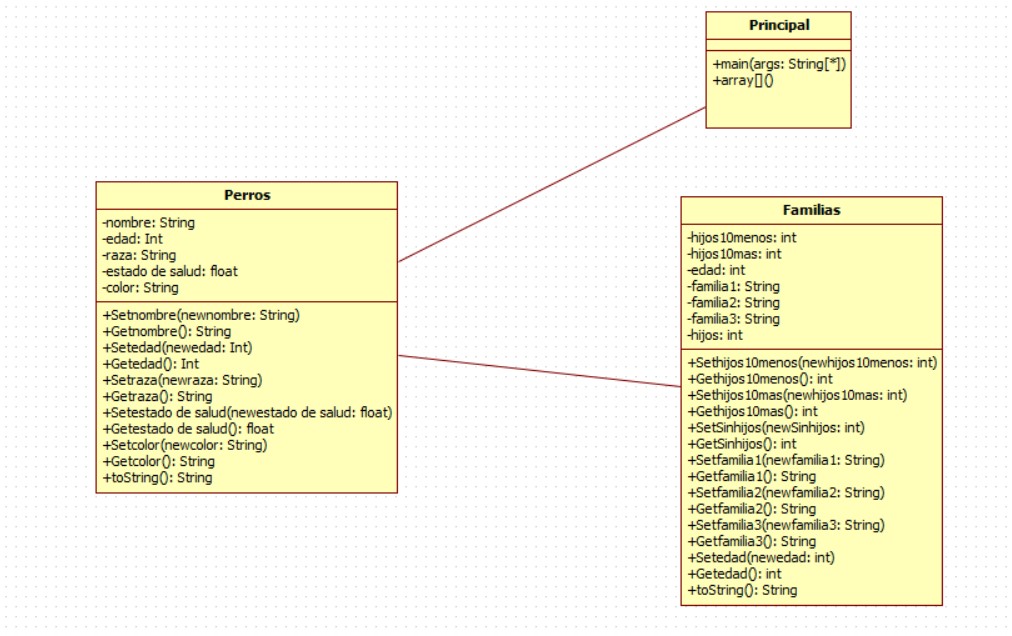 Principal
+main(args: String[*])
+array[]()
Perros
-nombre: String
-edad: Int
-raza: String
-estado de salud: float
-color: String
+Setnombre(newnombre: String)
+Getnombre(): String
+Setedad(newedad: Int)
+Getedad(): Int
+Setraza(newraza: String)
+Getraza(): String
+Setestado de salud(newestado de salud: float)
+Getestado de salud(): float
+Setcolor(newcolor: String)
+Getcolor(): String
+toString(): String
Familias
-hijos10menos: int
-hijos10mas: int
-edad: int
-familia1: String
-familia2: String
-familia3: String
-hijos: int
+Sethijos10menos(newhijos10menos: int)
+Gethijos10menos(): int
+Sethijos10mas(newhijos10mas: int)
+Gethijos10mas(): int
+SetSinhijos(newSinhijos: int)
+GetSinhijos(): int
+Setfamilia1(newfamilia1: String)
+Getfamilia1(): String
+Setfamilia2(newfamilia2: String)
+Getfamilia2(): String
+Setfamilia3(newfamilia3: String)
+Getfamilia3(): String
+Setedad(newedad: int)
+Getedad(): int
+toString(): String